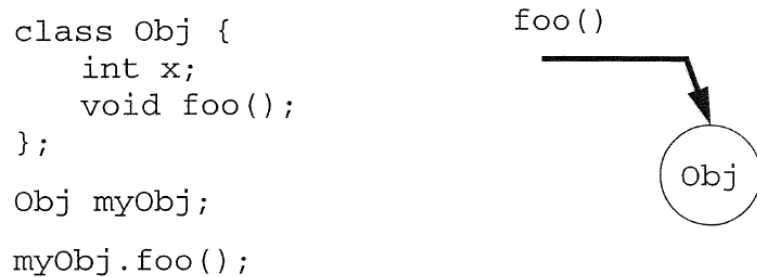 class Obj {
    int x;
    void foo();
};
Obj myObj;
myObj.foo();
foo()
Obj